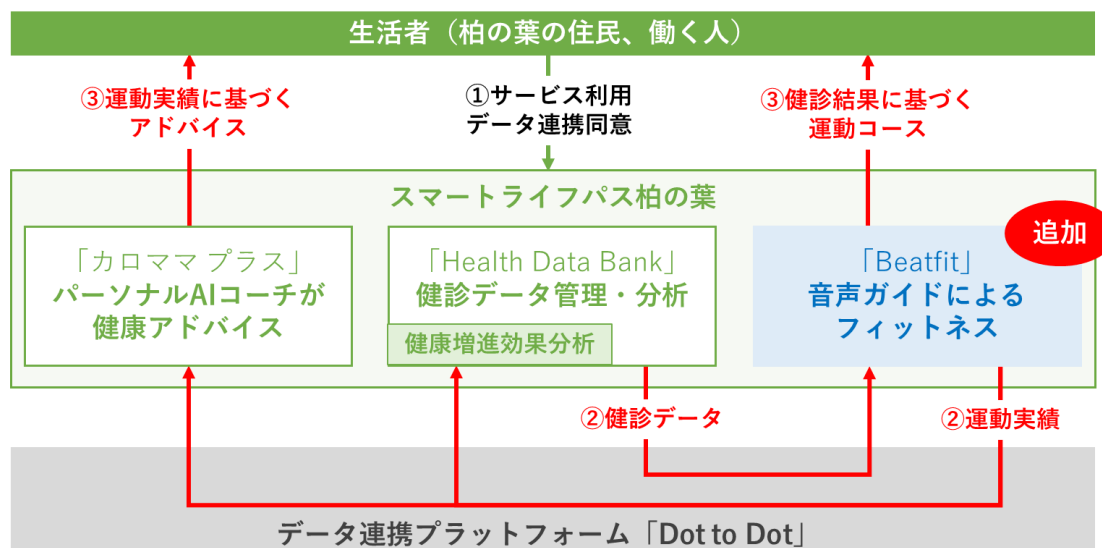 生活者（柏の葉の住民、働く人）
③運動実績に基づく
アドバイス
①サービス利用
データ連携同意
③健診結果に基づく
運動コース
スマートライフパス柏の葉
追加
「カロママ プラス」
パーソナルAIコーチが
健康アドバイス
「Health Data Bank」
健診データ管理・分析
健康増進効果分析
「Beatfit」
音声ガイドによる
フィットネス
②健診データ
②運動実績
データ連携プラットフォーム「Dot to Dot」